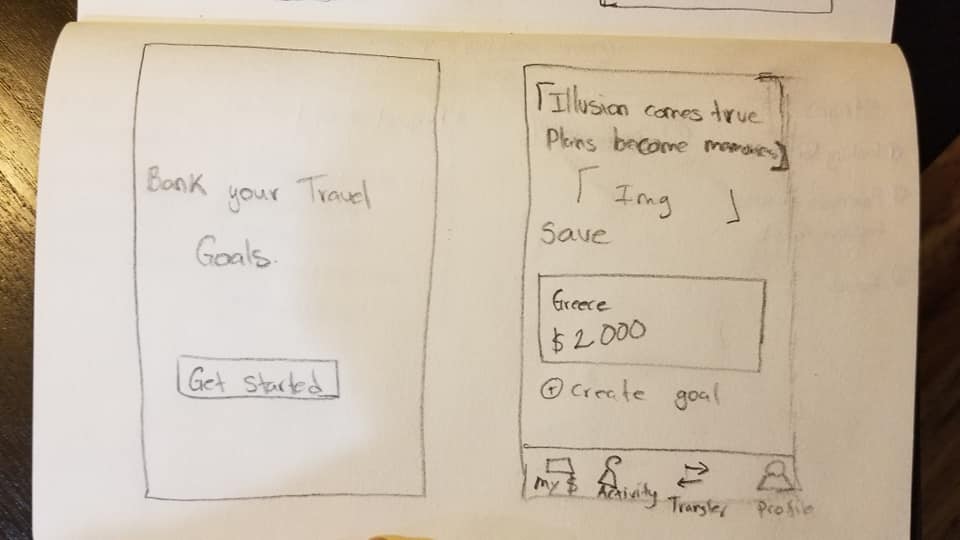 Bank your Travel
Goals.
Get started
「Illusion comes true
Plans become memories」
「 Img 」
Save
Greece
$ 2000
+ create goal
My $
Activity
Transfer
Profile